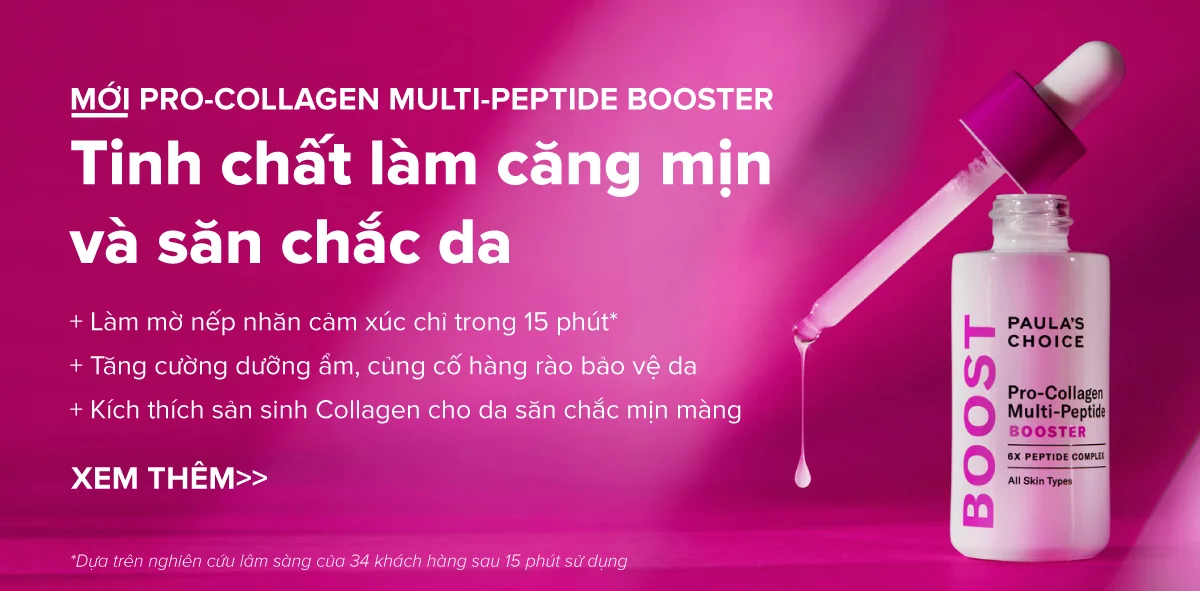 MỚI PRO-COLLAGEN MULTI-PEPTIDE BOOSTER
Tinh chất làm căng mịn
và săn chắc da
+ Làm mờ nếp nhăn cảm xúc chỉ trong 15 phút*
+ Tăng cường dưỡng ẩm, củng cố hàng rào bảo vệ da
+ Kích thích sản sinh Collagen cho da săn chắc mịn màng
XEM THÊM>>
*Dựa trên nghiên cứu lâm sàng của 34 khách hàng sau 15 phút sử dụng
BOOST
PAULA'S
CHOICE
Pro-Collagen
Multi-Peptide
BOOSTER
6X PEPTIDE COMPLEX
All Skin Types